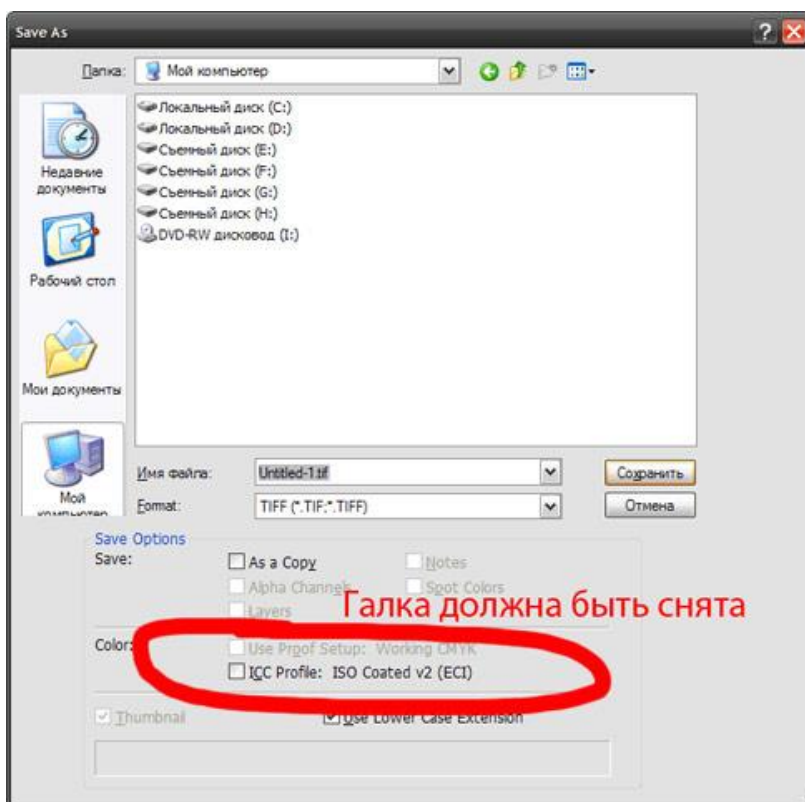 Save As
Папка: Мой компьютер
Локальный диск (C:)
Локальный диск (D:)
Съемный диск (E:)
Съемный диск (F:)
Съемный диск (G:)
Съемный диск (H:)
DVD-RW дисковод (I:)
Недавние
документы
Рабочий стол
Мои документы
Мой
компьютер
Имя файла: Untitled-1.tif
Сохранить
Format: TIFF (*.TIF;*.TIFF)
Отмена
Save Options
Save: As a Copy Notes
Alpha Channels Spot Colors
Layers
Галка должна быть снята
Color: Use Proof Setup: Working CMYK
ICC Profile: ISO Coated v2 (ECI)
Thumbnail Use Lower Case Extension